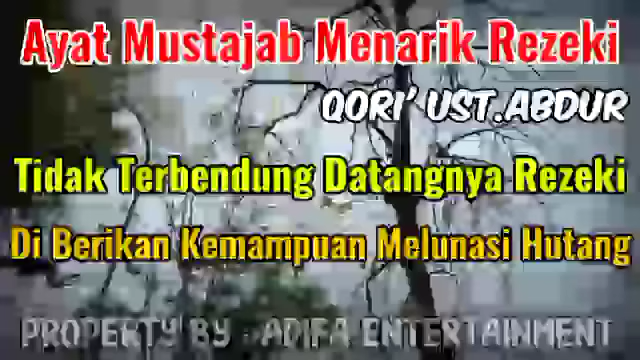 Ayat Mustajab Menarik Rezeki
QORI' UST.ABDUR
Tidak Terbendung Datangnya Rezeki
Di Berikan Kemampuan Melunasi Hutang
PROPERTY BY : ADIFA ENTERTAINMENT